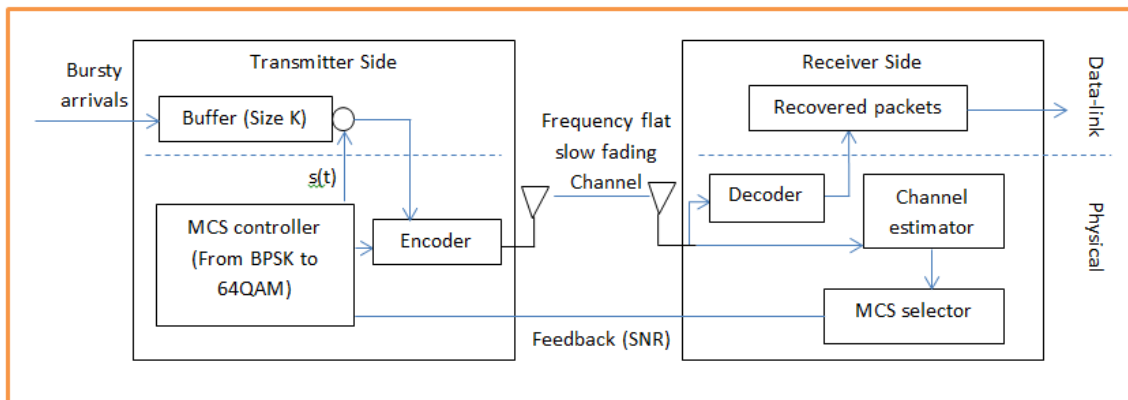 Transmitter Side
Receiver Side
Bursty
arrivals
Buffer (Size K)
Recovered packets
Data-link
Frequency flat
slow fading
Channel
s(t)
Decoder
Channel
estimator
Physical
MCS controller
(From BPSK to
64QAM)
Encoder
MCS selector
Feedback (SNR)